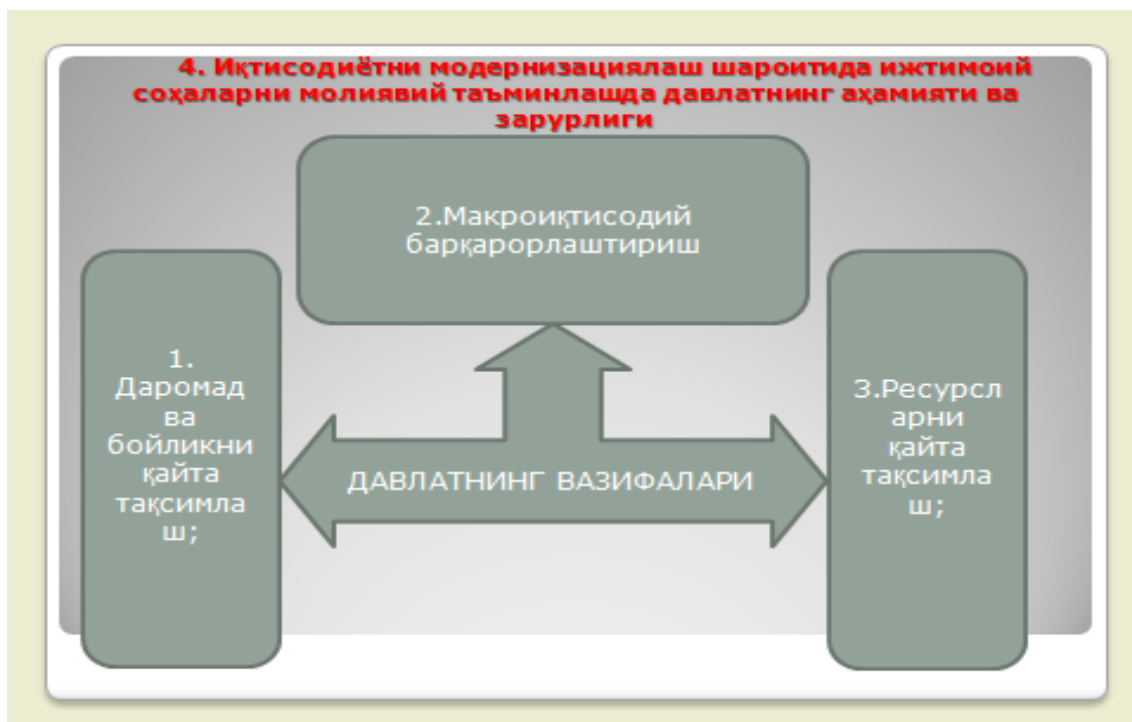 4. Иқтисодиётни модернизациялаш шароитида ижтимоий
соҳаларни молиявий таъминлашда давлатнинг аҳамияти ва
зарурлиги
2.Макроиқтисодий
барқарорлаштириш
1.
Даромад
ва
бойликни
қайта
тақсимла
ш;
3.Ресурсл
арни
қайта
тақсимла
ш;
ДАВЛАТНИНГ ВАЗИФАЛАРИ